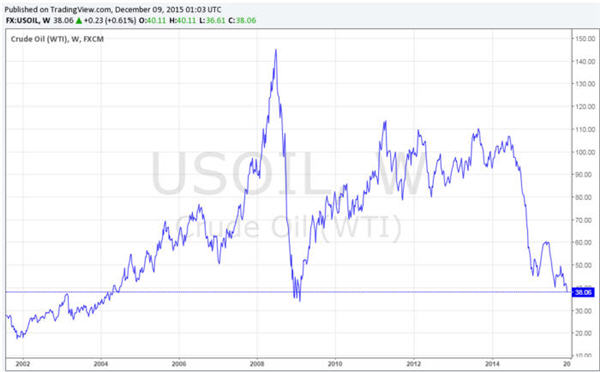 Published on TradingView.com, December 09, 2015 01:03 UTC
FX:USOIL, W 38.06 ▲ +0.23 (+0.61%) O:40.11 H:40.11 L:36.61 C:38.06
Crude Oil (WTI), W, FXCM
USOIL, W
Crude Oil (WTI)
150.00
140.00
130.00
120.00
110.00
100.00
90.00
80.00
70.00
60.00
50.00
40.00
38.06
30.00
20.00
10.00
2002 2004 2006 2008 2010 2012 2014 20